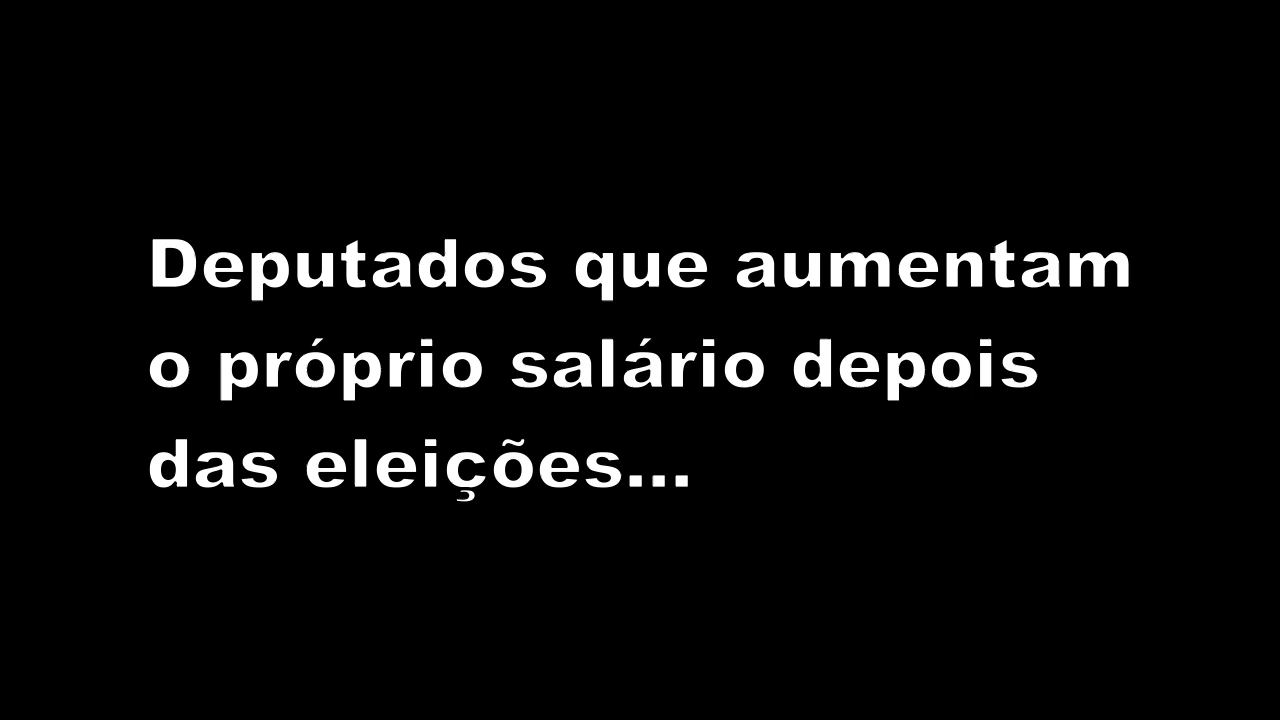 Deputados que aumentam
o próprio salário depois
das eleições...